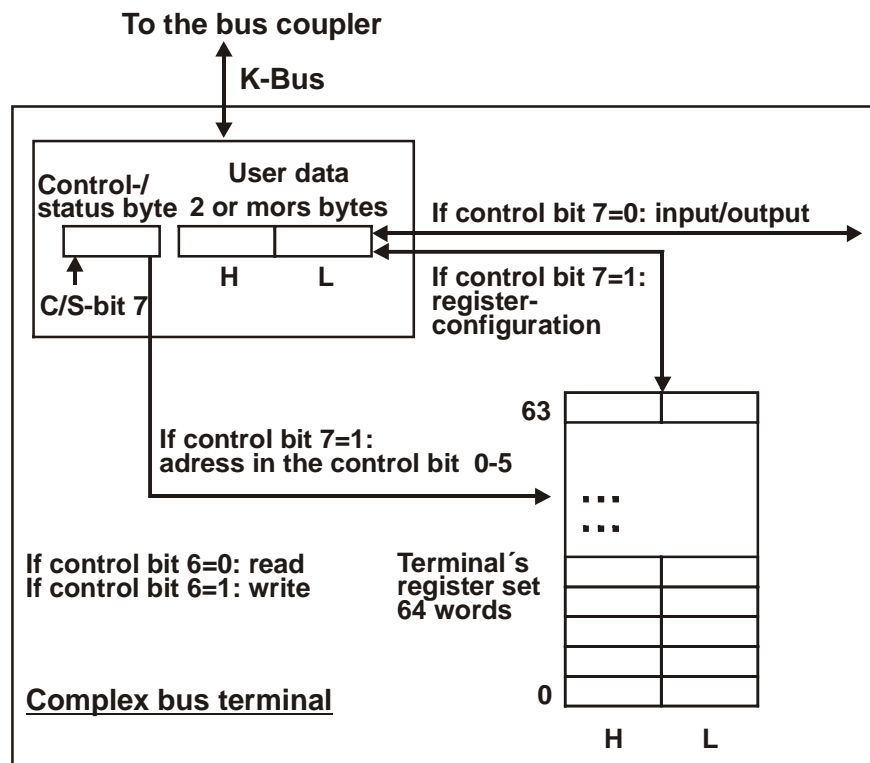 To the bus coupler
K-Bus
Control-/
status byte
User data
2 or mors bytes
H L
C/S-bit 7
If control bit 7=0: input/output
If control bit 7=1:
register-
configuration
63
If control bit 7=1:
adress in the control bit 0-5
...
...
If control bit 6=0: read
If control bit 6=1: write
Terminal´s
register set
64 words
0
H L
Complex bus terminal